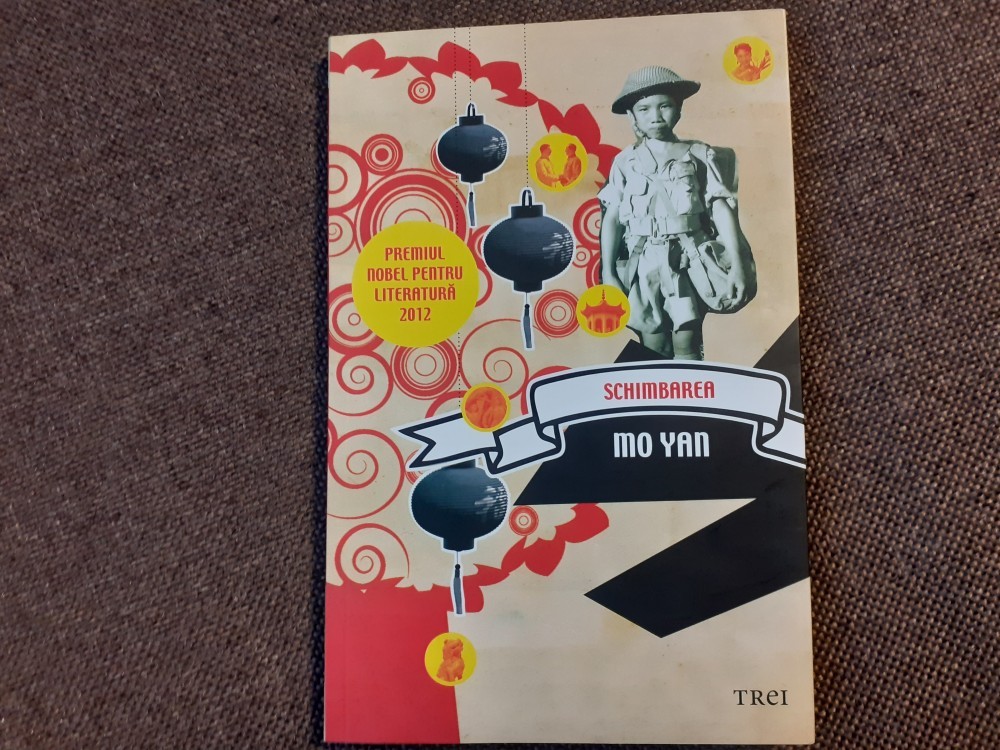 PREMIUL
NOBEL PENTRU
LITERATURĂ
2012
SCHIMBAREA
MO YAN
TREI